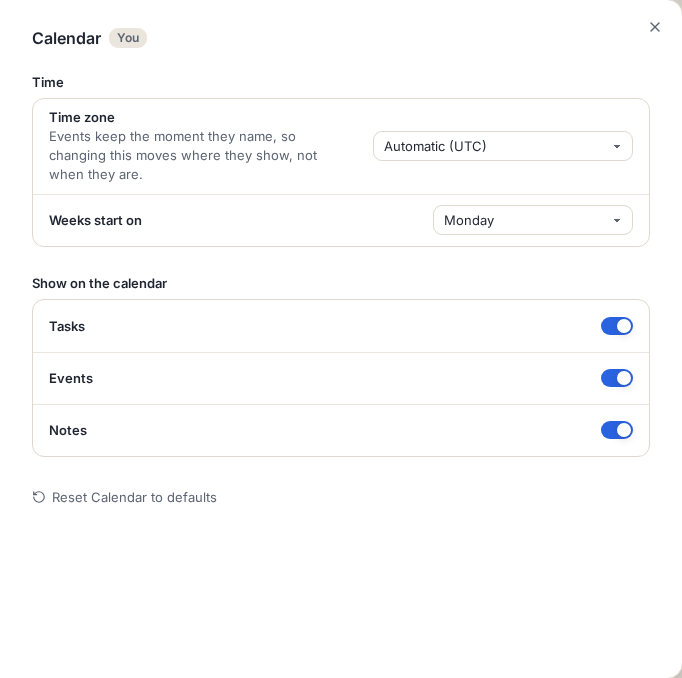 Calendar You
Time
Time zone
Events keep the moment they name, so
changing this moves where they show, not
when they are.
Automatic (UTC)
Weeks start on
Monday
Show on the calendar
Tasks
Events
Notes
Reset Calendar to defaults